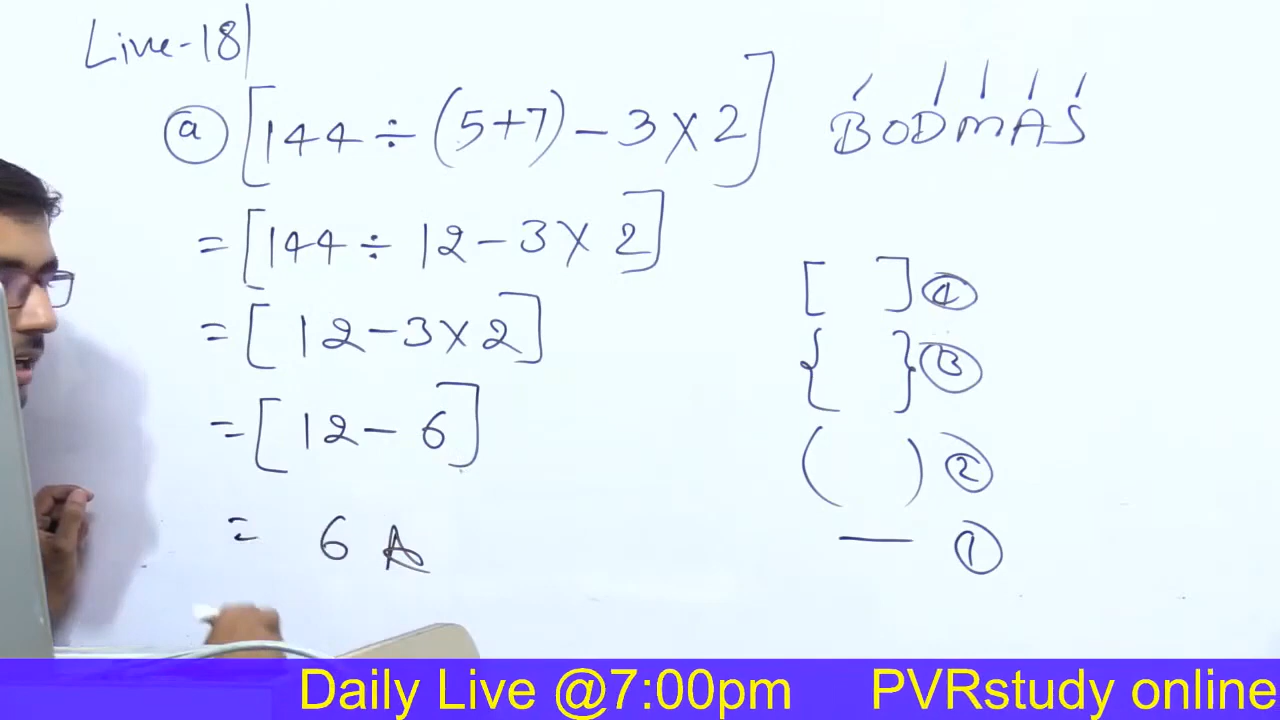 Live-18
ⓐ [144 ÷ (5+7) – 3 × 2]
= [144 ÷ 12 – 3 × 2]
= [12 – 3 × 2]
= [12 – 6]
= 6 A
BODMAS
[ ] ④
{ } ③
( ) ②
— ①
Daily Live @7:00pm PVRstudy online